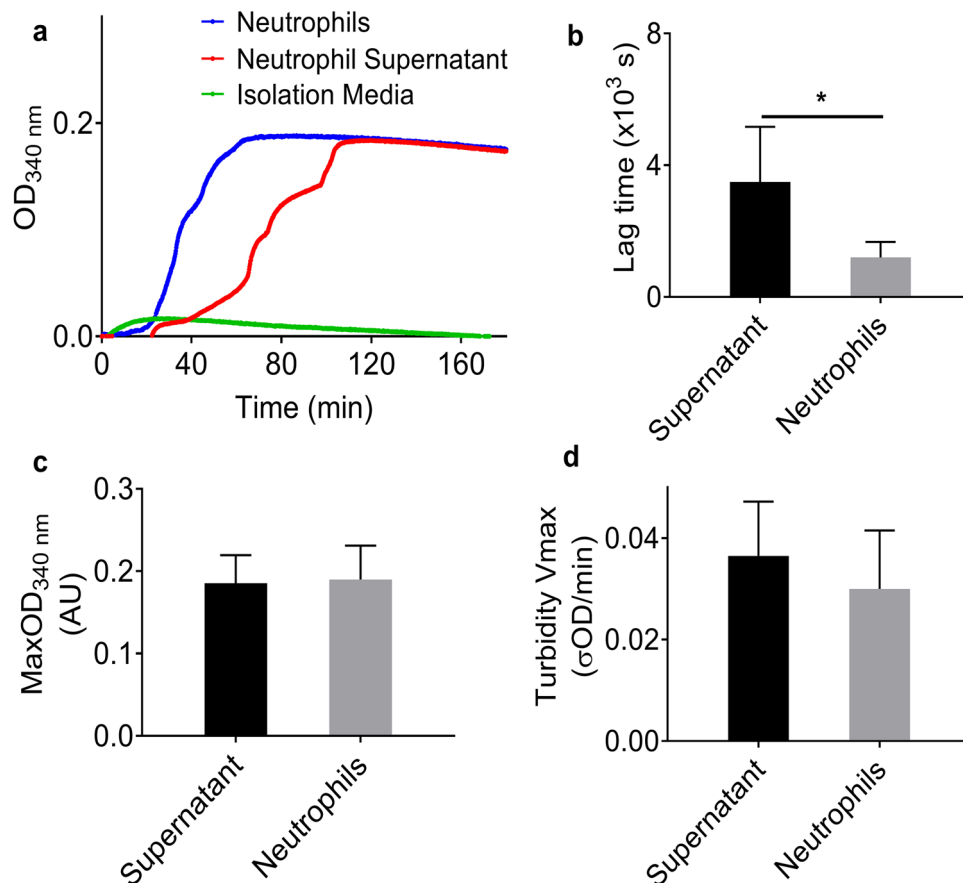 a
Neutrophils
Neutrophil Supernatant
Isolation Media
OD340 nm
0.2
0.0
0
40
80
120
160
Time (min)
b
Lag time (x10³ s)
8
4
0
*
Supernatant
Neutrophils
c
MaxOD340 nm
(AU)
0.3
0.2
0.1
0.0
Supernatant
Neutrophils
d
Turbidity Vmax
(σOD/min)
0.04
0.02
0.00
Supernatant
Neutrophils